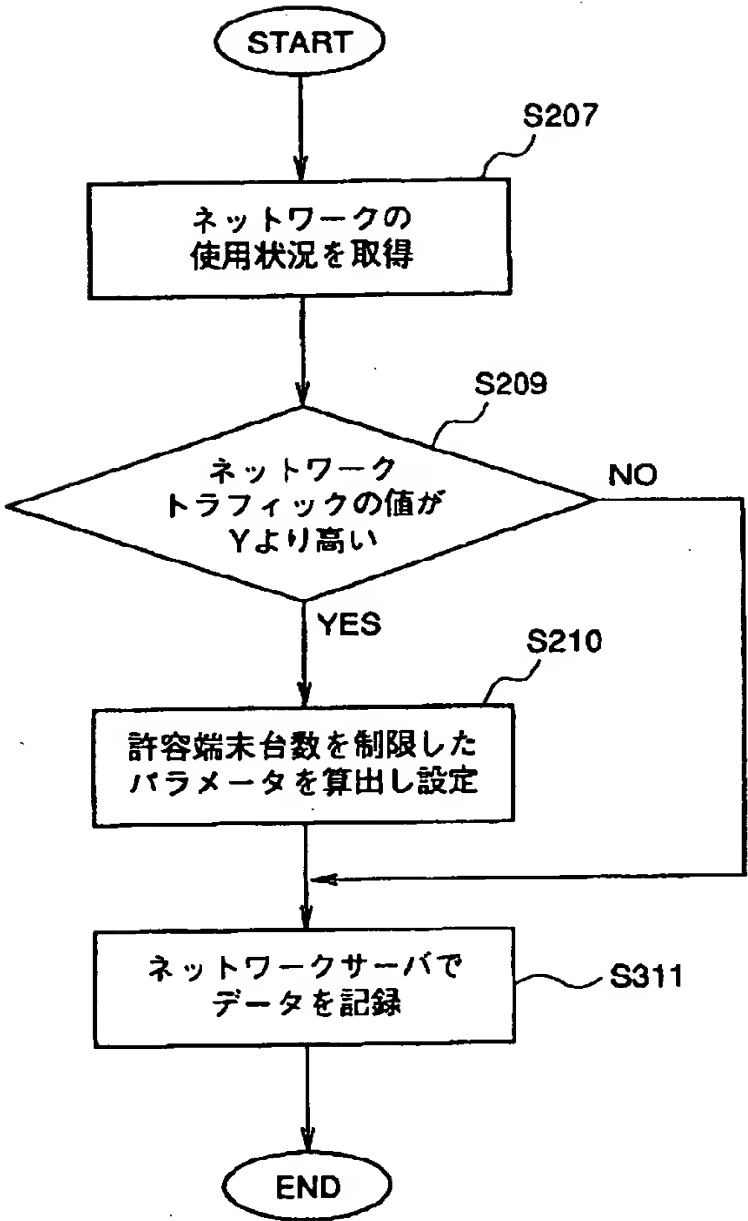 START
S207
ネットワークの
使用状況を取得
S209
ネットワーク
トラフィックの値が
Yより高い
NO
YES
S210
許容端末台数を制限した
パラメータを算出し設定
ネットワークサーバで
データを記録
S311
END